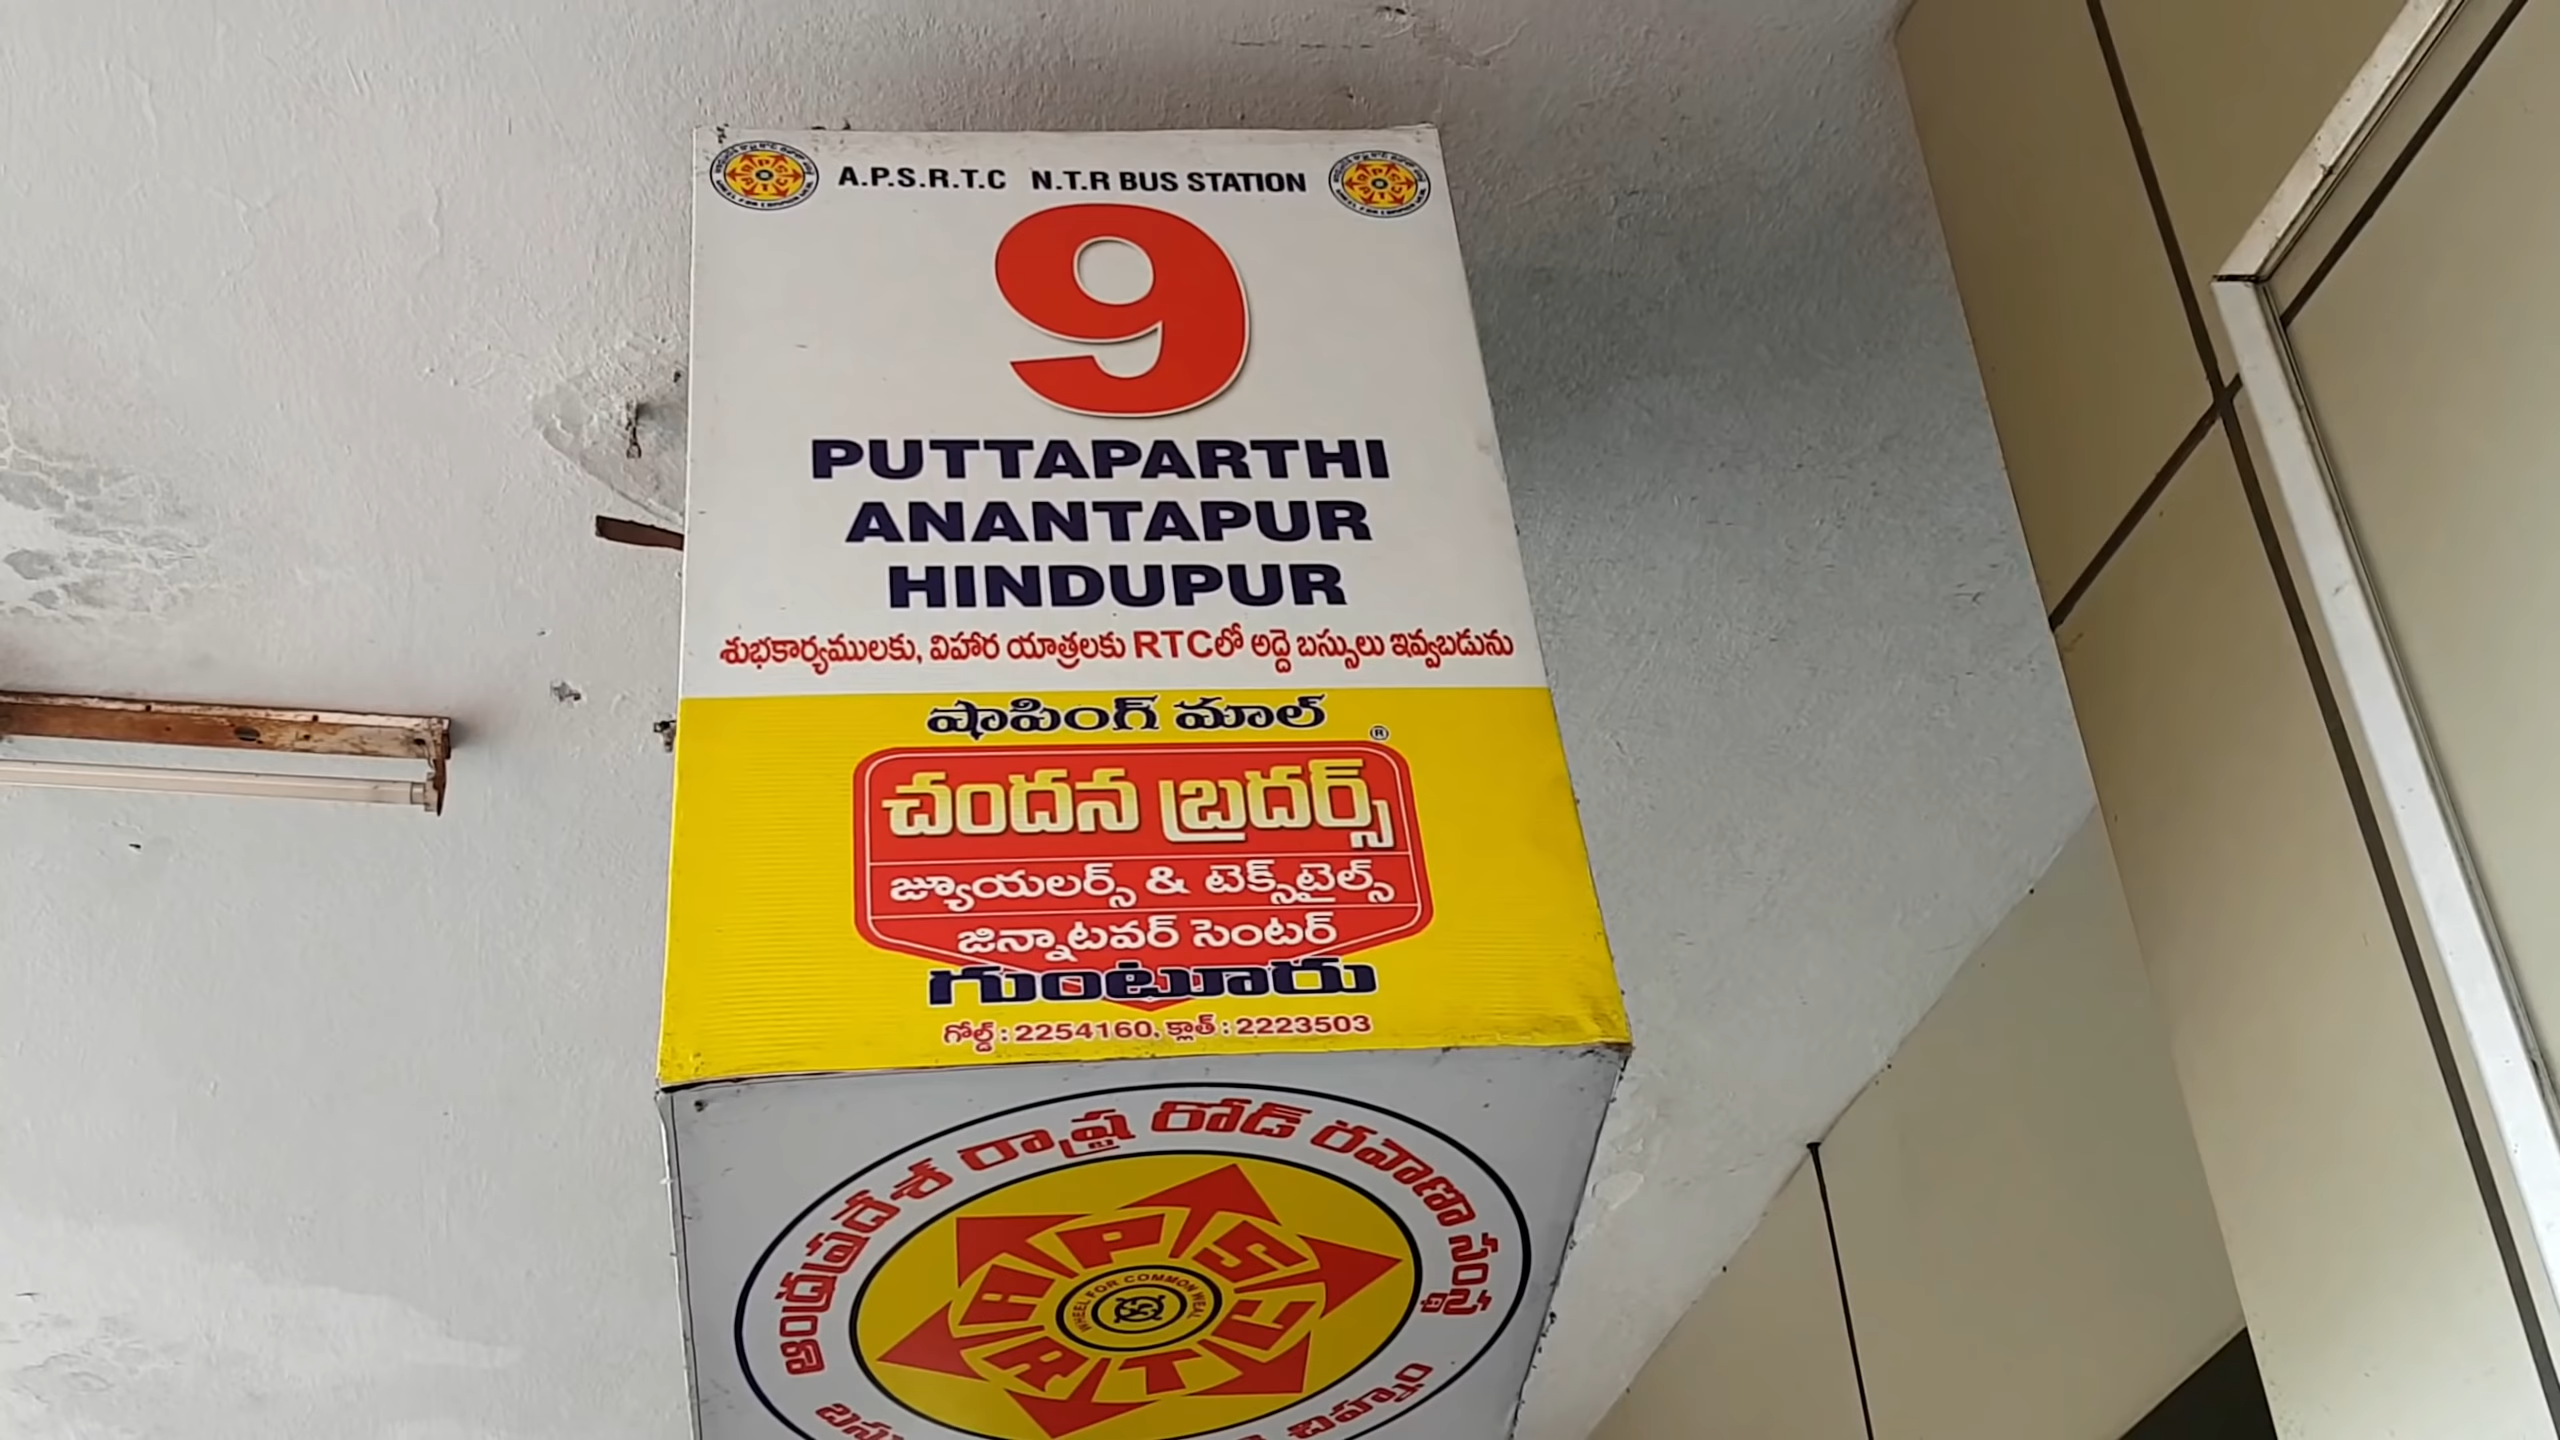 A.P.S.R.T.C N.T.R BUS STATION
9
PUTTAPARTHI
ANANTAPUR
HINDUPUR
శుభకార్యములకు, విహార యాత్రలకు RTCలో అద్దె బస్సులు ఇవ్వబడును
షాపింగ్ మాల్
®
చందన బ్రదర్స్
జ్యూయలర్స్ & టెక్స్‌టైల్స్
జిన్నాటవర్ సెంటర్
గుంటూరు
గోల్డ్ : 2254160, క్లాత్ : 2223503
ఆంధ్రప్రదేశ్ రాష్ట్ర రోడ్ రవాణా సంస్థ
APSRTC
WHEEL FOR COMMON WEAL